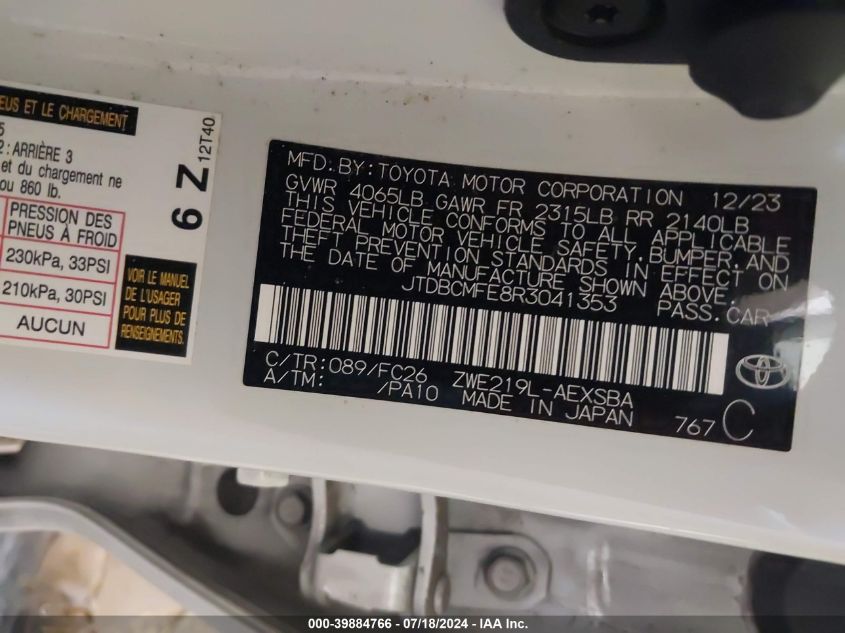 EUS ET LE CHARGEMENT
5
2: ARRIÈRE 3
et du chargement ne
ou 860 lb.
PRESSION DES
PNEUS À FROID
230kPa, 33PSI
210kPa, 30PSI
AUCUN
VOIR LE MANUEL
DE L'USAGER
POUR PLUS DE
RENSEIGNEMENTS.
6 Z
12T40
MFD. BY: TOYOTA MOTOR CORPORATION 12/23
GVWR 4065LB GAWR FR 2315LB RR 2140LB
THIS VEHICLE CONFORMS TO ALL APPLICABLE
FEDERAL MOTOR VEHICLE SAFETY, BUMPER, AND
THEFT PREVENTION STANDARDS IN EFFECT ON
THE DATE OF MANUFACTURE SHOWN ABOVE.
JTDBCMFE8R3041353 PASS. CAR
C/TR: 089/FC26 ZWE219L-AEXSBA
A/TM: /PA10 MADE IN JAPAN 767 C
000-39884766 - 07/18/2024 - IAA Inc.